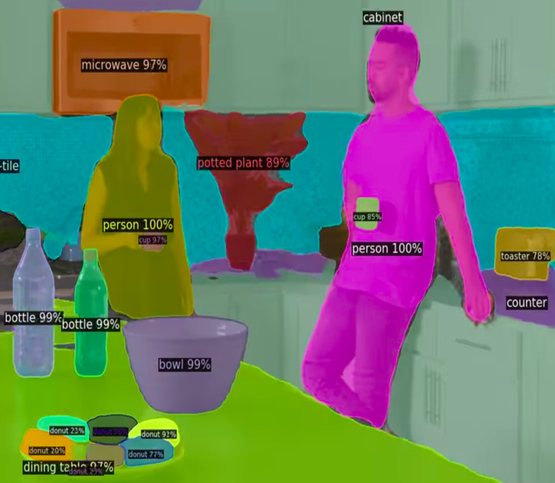 cabinet
microwave 97%
-tile
potted plant 89%
person 100%
cup 97%
cup 85%
person 100%
toaster 78%
counter
bottle 99%
bottle 99%
bowl 99%
donut 23%
donut 92%
donut 20%
donut 77%
dining table 97%